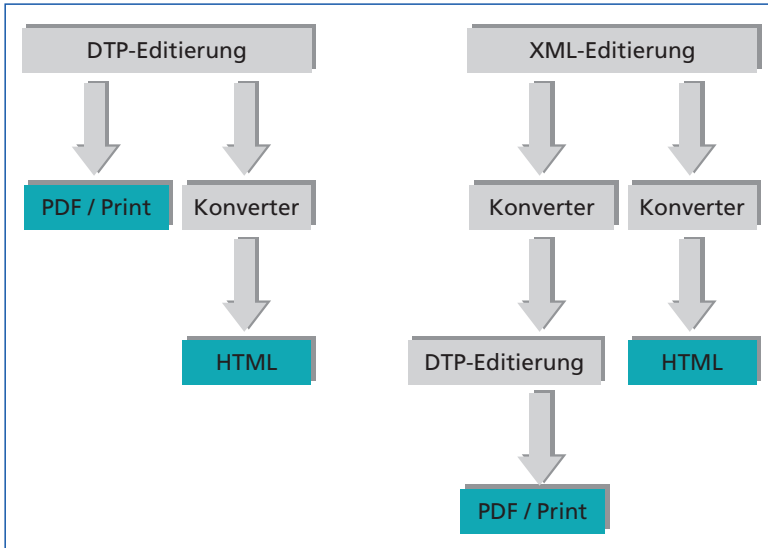 DTP-Editierung
PDF / Print
Konverter
HTML
XML-Editierung
Konverter
Konverter
DTP-Editierung
HTML
PDF / Print